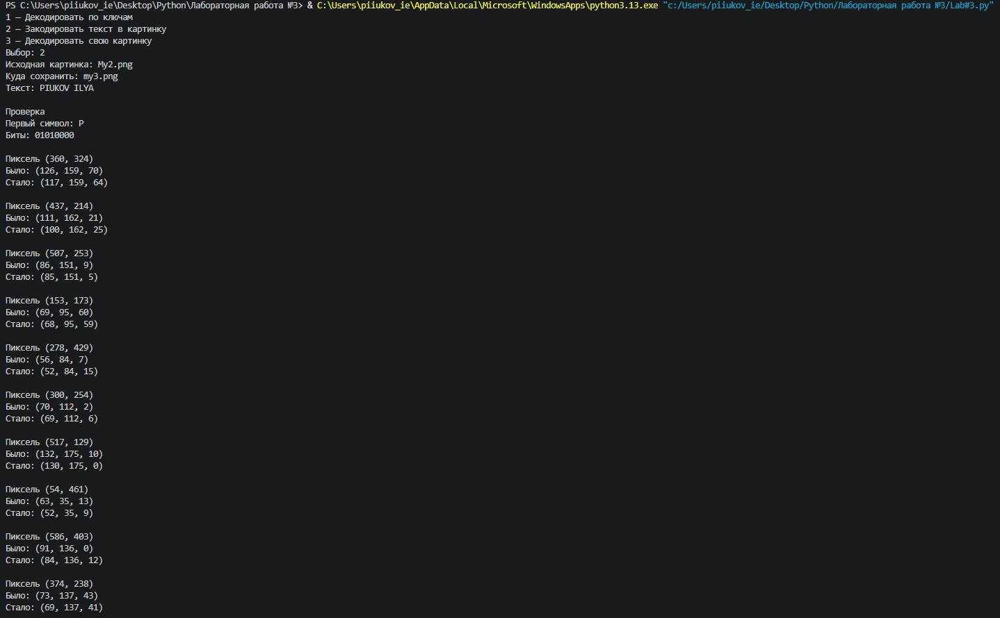 PS C:\Users\piiukov_ie\Desktop\Python\Лабораторная работа №3> & C:\Users\piiukov_ie\AppData\Local\Microsoft\WindowsApps\python3.13.exe "c:/Users/piiukov_ie/Desktop/Python/Лабораторная работа №3/Lab#3.py"
1 – Декодировать по ключам
2 – Закодировать текст в картинку
3 – Декодировать свою картинку
Выбор: 2
Исходная картинка: My2.png
Куда сохранить: my3.png
Текст: PIUKOV ILYA
Проверка
Первый символ: P
Биты: 01010000
Пиксель (360, 324)
Было: (126, 159, 70)
Стало: (117, 159, 64)
Пиксель (437, 214)
Было: (111, 162, 21)
Стало: (100, 162, 25)
Пиксель (507, 253)
Было: (86, 151, 9)
Стало: (85, 151, 5)
Пиксель (153, 173)
Было: (69, 95, 60)
Стало: (68, 95, 59)
Пиксель (278, 429)
Было: (56, 84, 7)
Стало: (52, 84, 15)
Пиксель (300, 254)
Было: (70, 112, 2)
Стало: (69, 112, 6)
Пиксель (517, 129)
Было: (132, 175, 10)
Стало: (130, 175, 0)
Пиксель (54, 461)
Было: (63, 35, 13)
Стало: (52, 35, 9)
Пиксель (586, 403)
Было: (91, 136, 0)
Стало: (84, 136, 12)
Пиксель (374, 238)
Было: (73, 137, 43)
Стало: (69, 137, 41)